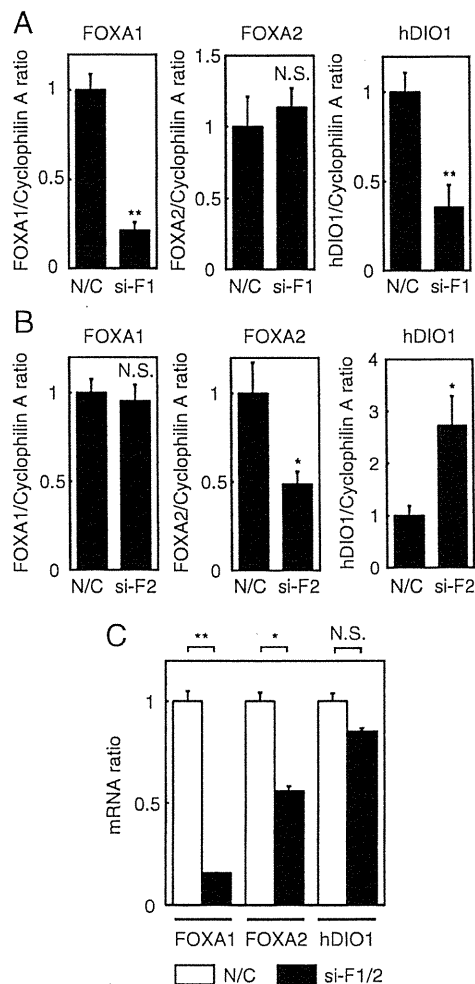 A
FOXA1
FOXA2
hDIO1
FOXA1/Cyclophilin A ratio
1
0.5
0
**
N/C si-F1
FOXA2/Cyclophilin A ratio
1.5
1
0.5
0
N.S.
N/C si-F1
hDIO1/Cyclophilin A ratio
1
0.5
0
**
N/C si-F1
B
FOXA1
FOXA2
hDIO1
FOXA1/Cyclophilin A ratio
1
0.5
0
N.S.
N/C si-F2
FOXA2/Cyclophilin A ratio
1
0.5
0
*
N/C si-F2
hDIO1/Cyclophilin A ratio
4
3
2
1
0
*
N/C si-F2
C
** * N.S.
mRNA ratio
1
0.5
0
FOXA1 FOXA2 hDIO1
N/C si-F1/2